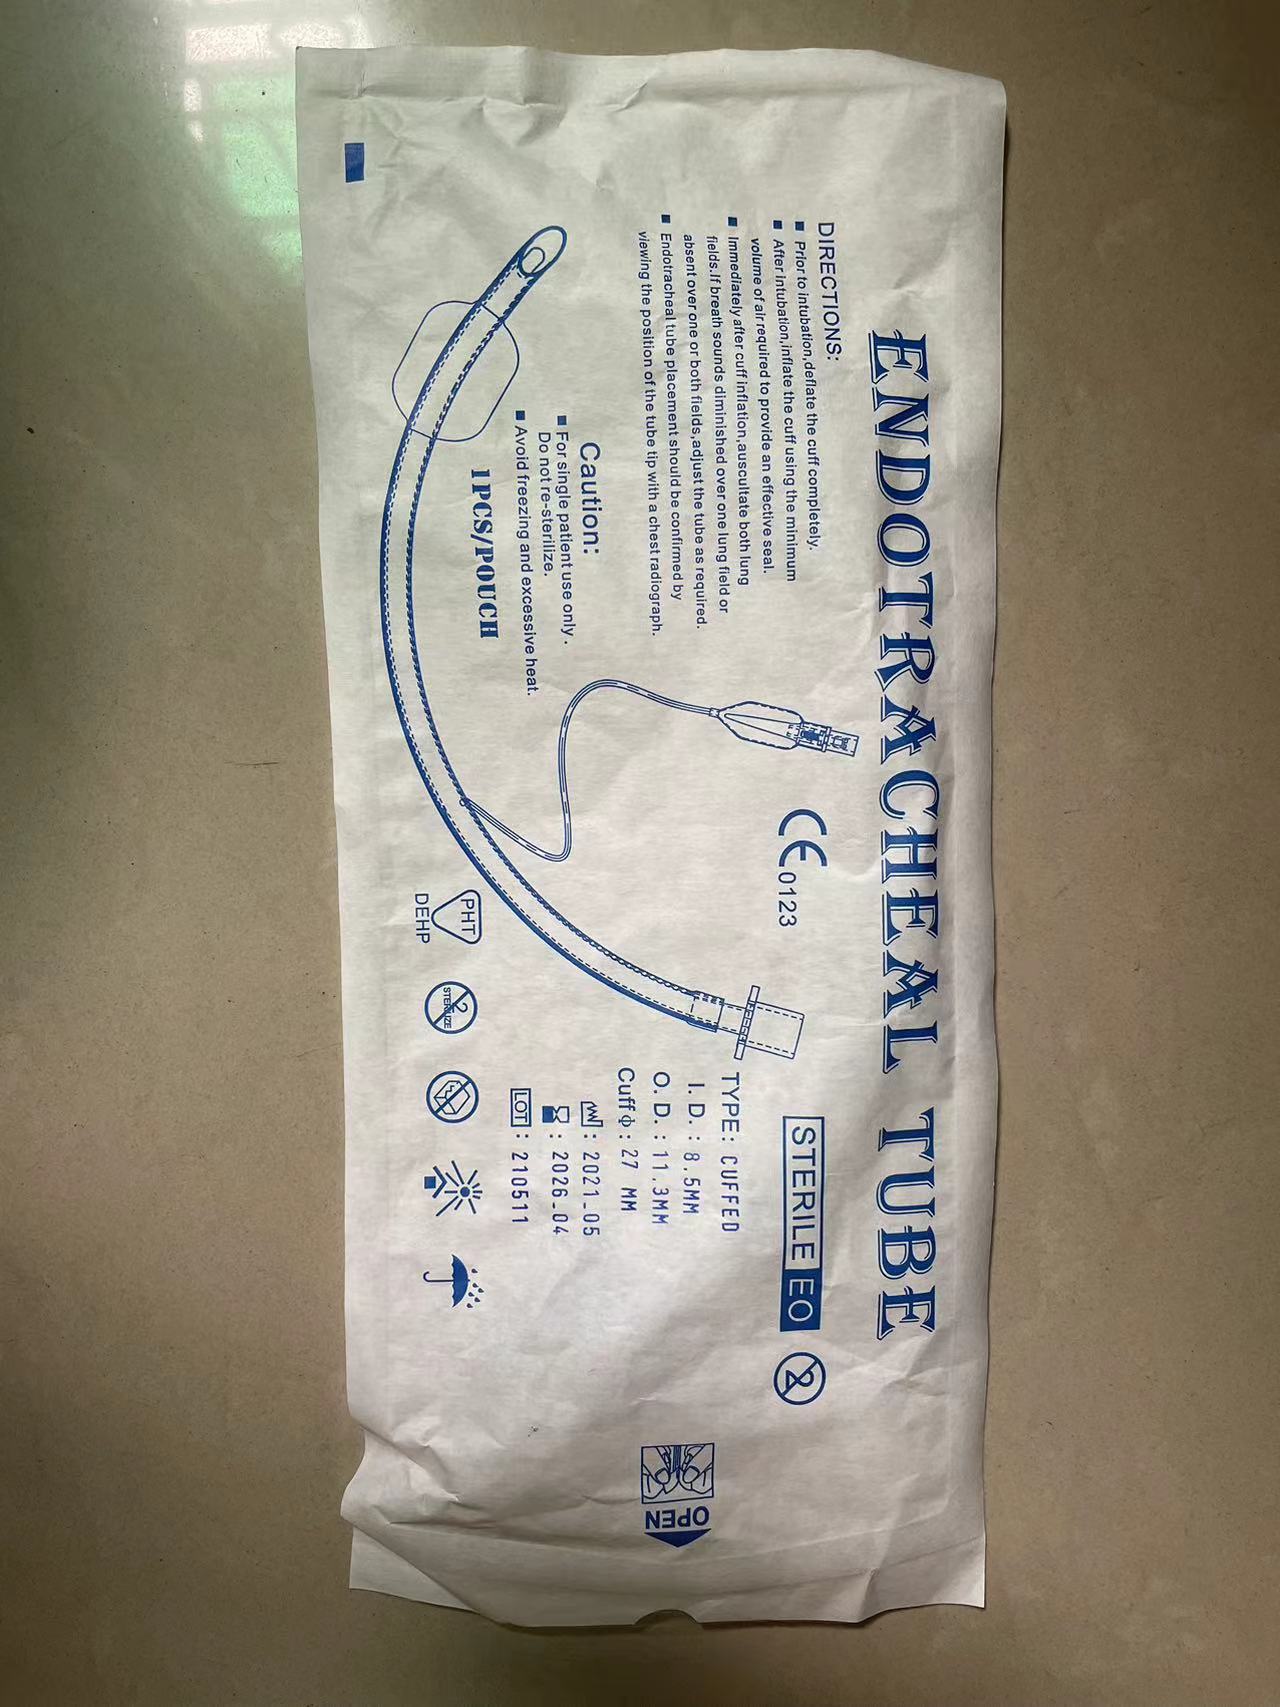 ENDOTRACHEAL TUBE
DIRECTIONS:
■ Prior to intubation,deflate the cuff completely.
■ After intubation,inflate the cuff using the minimum
volume of air required to provide an effective seal.
■ Immediately after cuff inflation,auscultate both lung
fields.If breath sounds diminished over one lung field or
absent over one or both fields,adjust the tube as required.
■ Endotracheal tube placement should be confirmed by
viewing the position of the tube tip with a chest radiograph.
Caution:
■ For single patient use only .
Do not re-sterilize.
■ Avoid freezing and excessive heat.
1PCS/POUCH
CE 0123
STERILE EO
2
TYPE: CUFFED
I.D.: 8.5MM
O.D.: 11.3MM
Cuff ϕ: 27 MM
: 2021-05
: 2026-04
LOT : 210511
PHT
DEHP
2
STERILIZE
OPEN